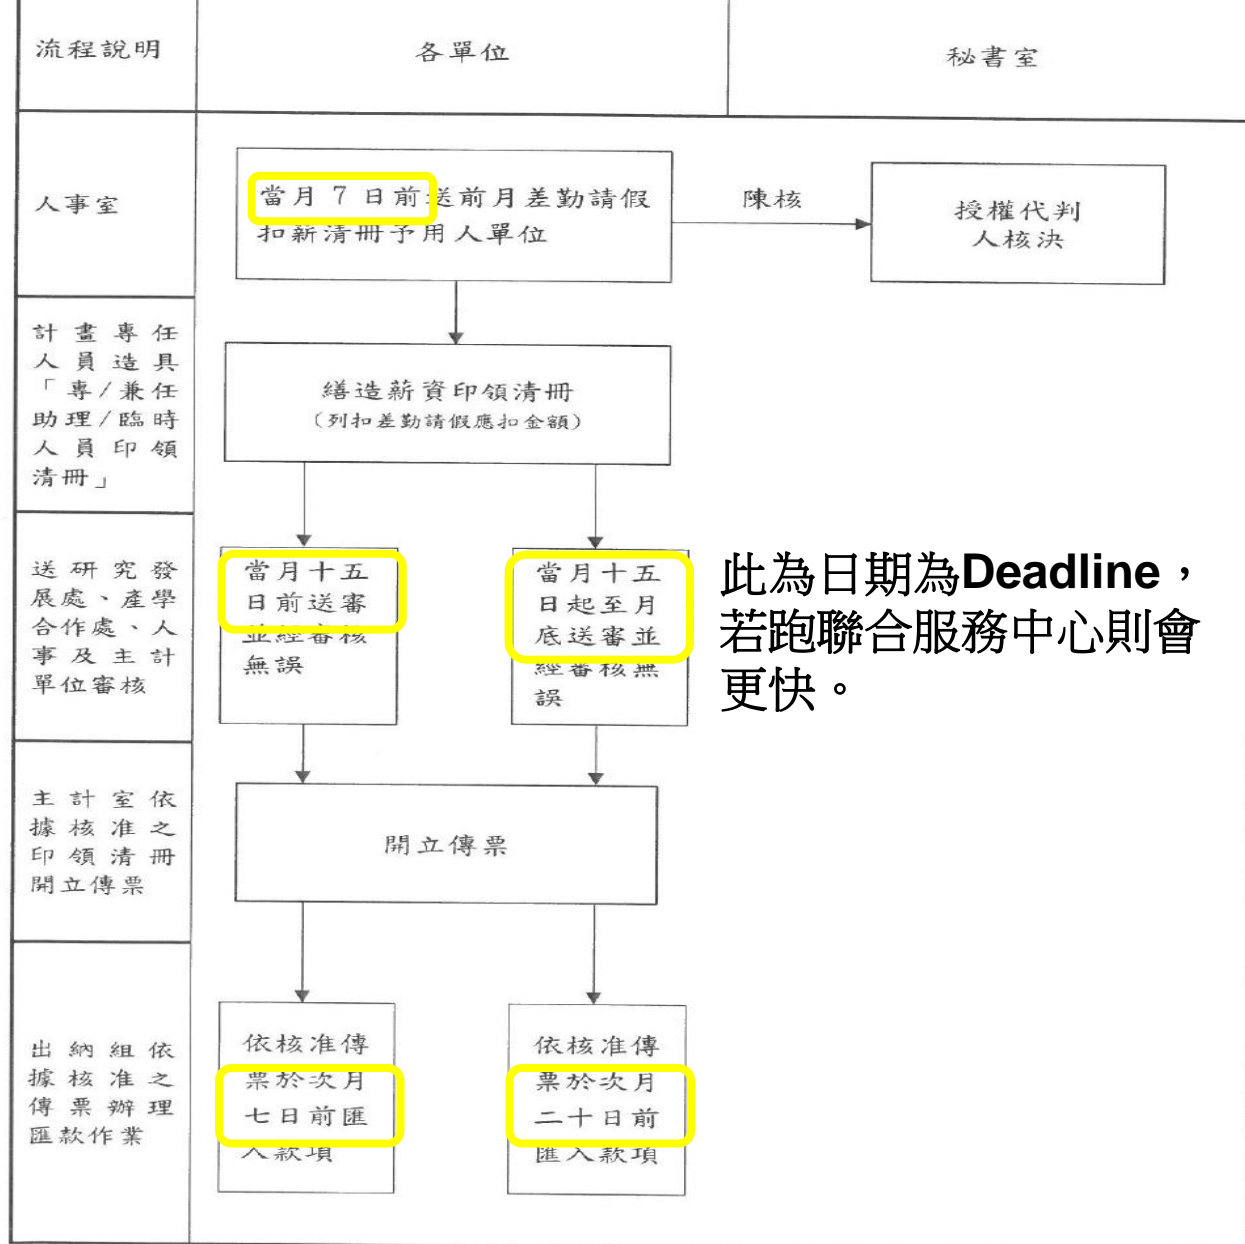 流程說明
各單位
秘書室
人事室
當月 7 日前送前月差勤請假
扣薪清冊予用人單位
陳核
授權代判
人核決
計畫專任
人員造具
「專/兼任
助理/臨時
人員印領
清冊」
繕造薪資印領清冊
(列扣差勤請假應扣金額)
送研究發
展處、產學
合作處、人
事及主計
單位審核
當月十五
日前送審
並經審核
無誤
當月十五
日起至月
底送審並
經審核無
誤
此為日期為Deadline，
若跑聯合服務中心則會
更快。
主計室依
據核准之
印領清冊
開立傳票
開立傳票
出納組依
據核准之
傳票辦理
匯款作業
依核准傳
票於次月
七日前匯
入款項
依核准傳
票於次月
二十日前
匯入款項